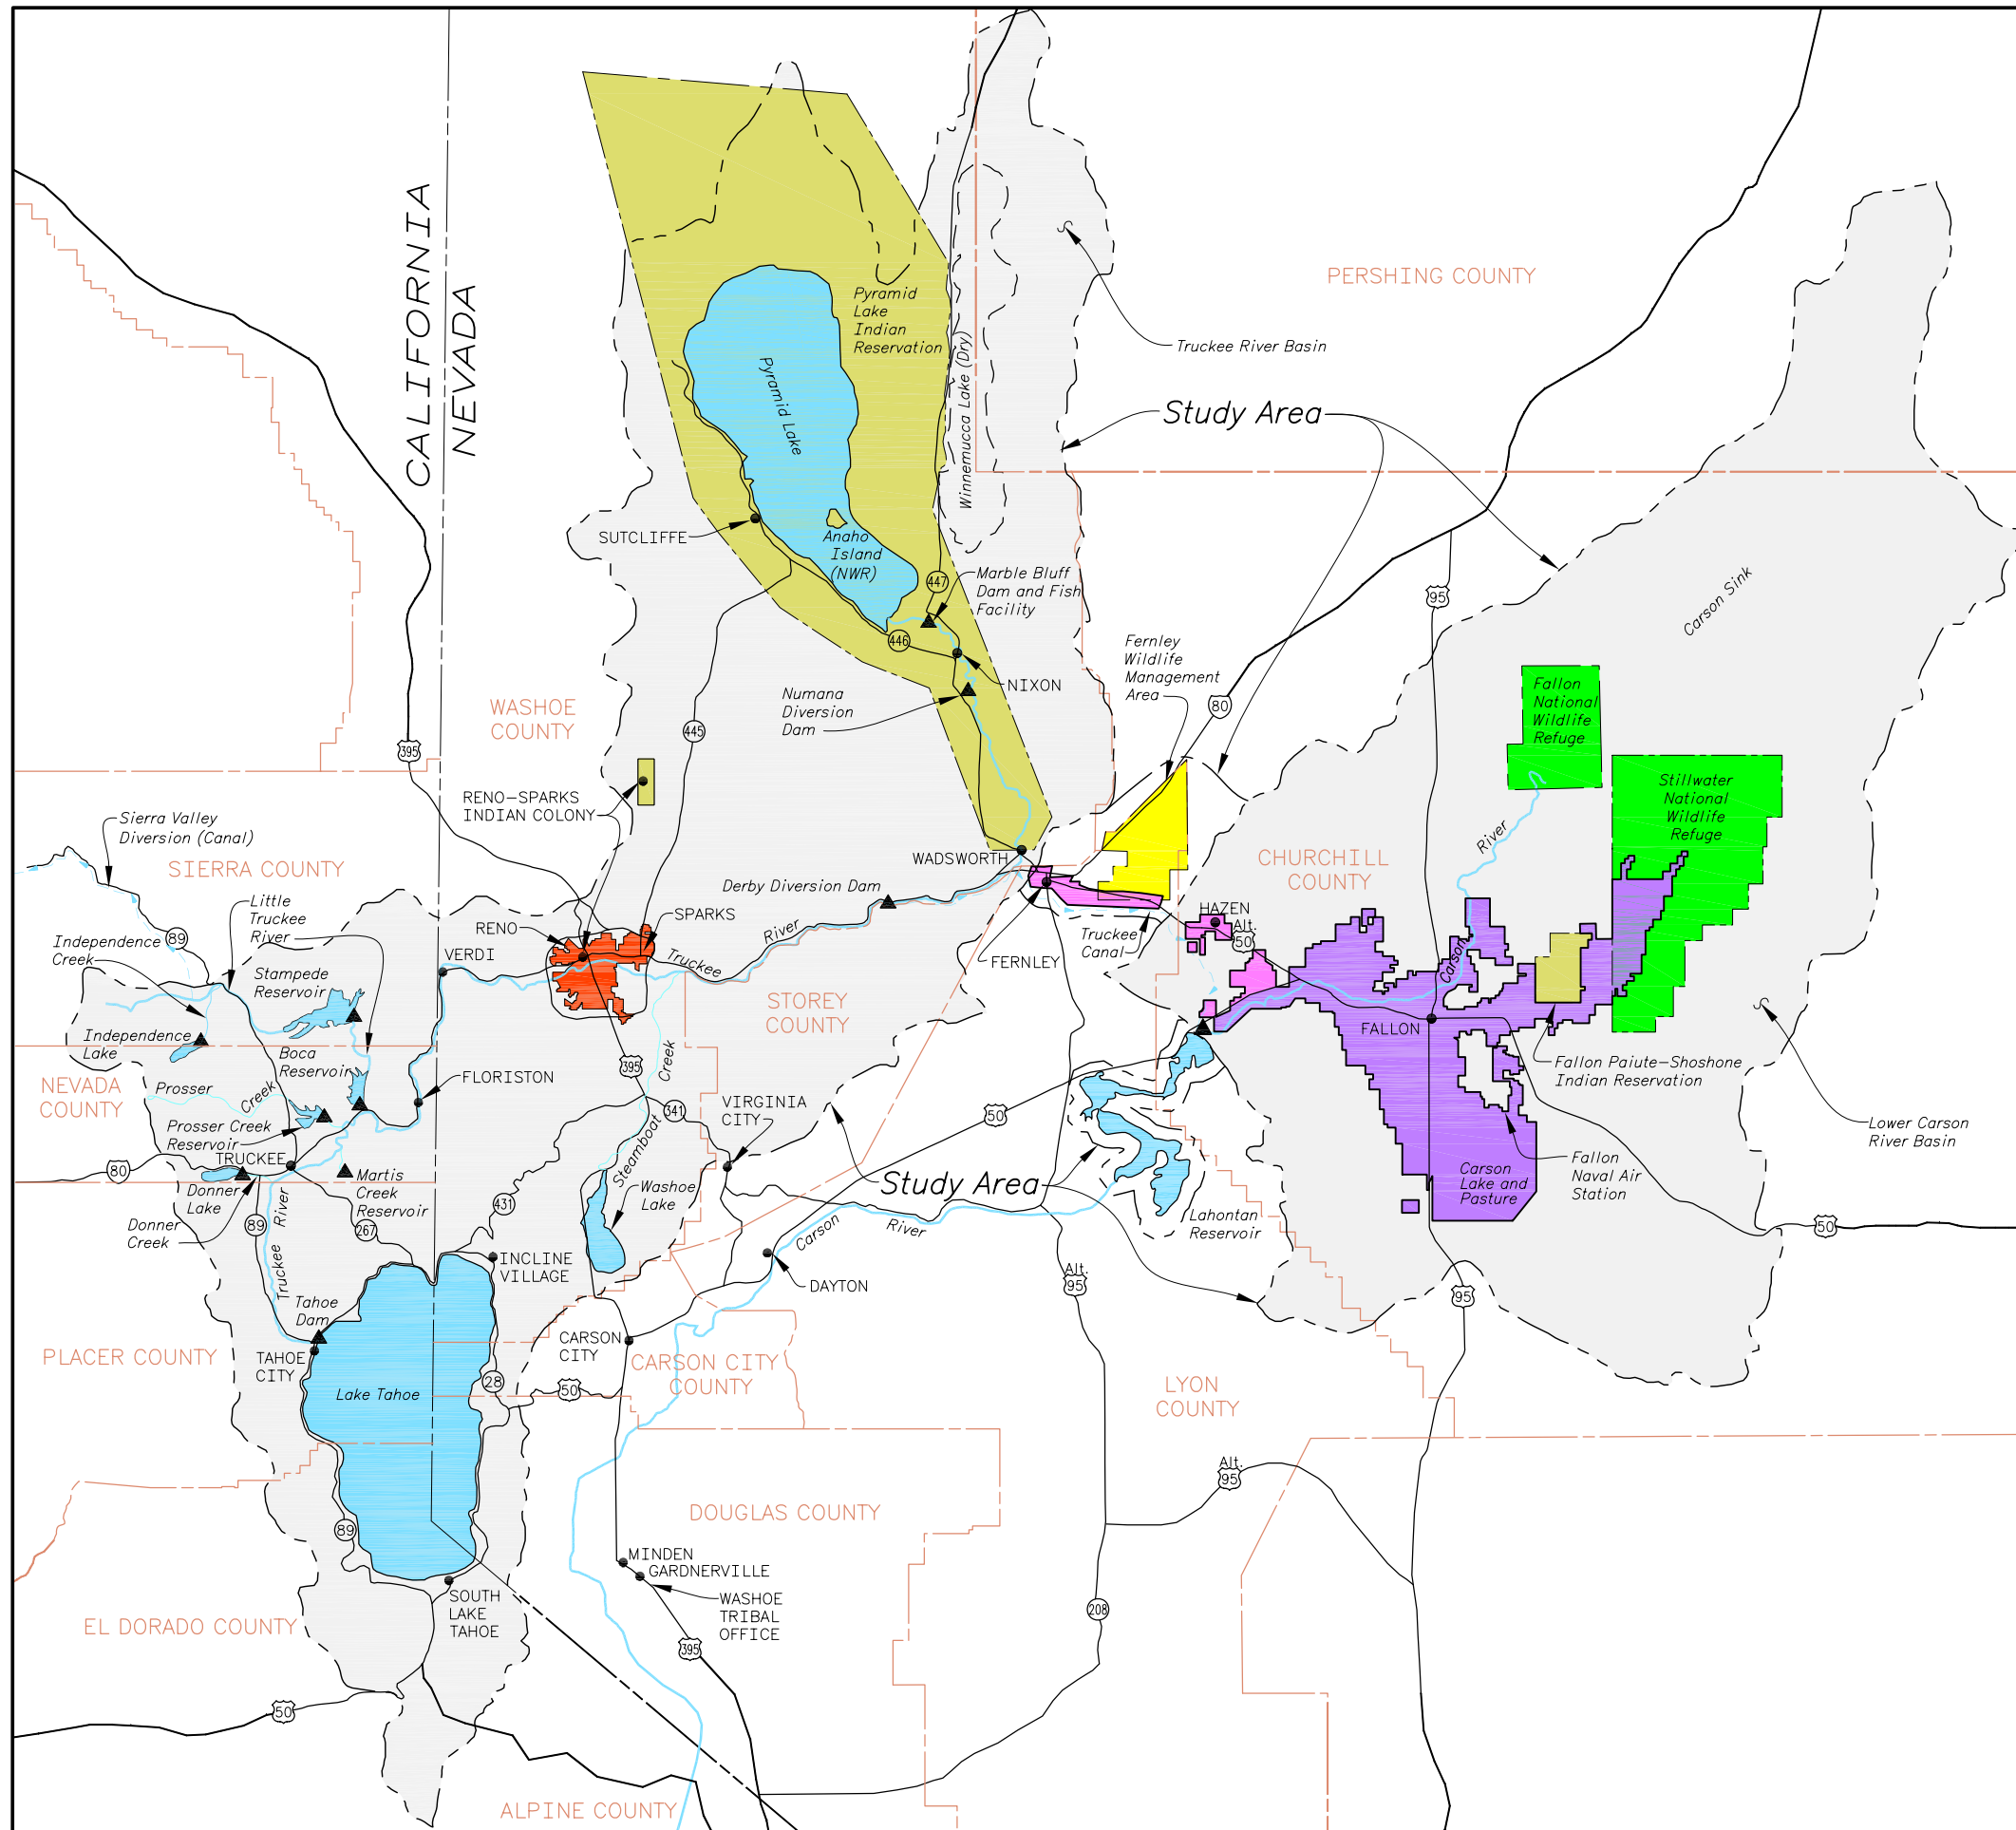 CALIFORNIA
NEVADA
PERSHING COUNTY
Truckee River Basin
Study Area
Pyramid
Lake
Indian
Reservation
Pyramid Lake
Winnemucca Lake (Dry)
SUTCLIFFE
Anaho
Island
(NWR)
447
Marble Bluff
Dam and Fish
Facility
446
NIXON
Numana
Diversion
Dam
445
95
Carson Sink
Fernley
Wildlife
Management
Area
80
Fallon
National
Wildlife
Refuge
Stillwater
National
Wildlife
Refuge
WASHOE
COUNTY
395
RENO-SPARKS
INDIAN COLONY
Sierra Valley
Diversion (Canal)
SIERRA COUNTY
Little
Truckee
River
Independence
Creek
89
Stampede
Reservoir
Independence
Lake
Boca
Reservoir
VERDI
RENO
SPARKS
Truckee
River
Derby Diversion Dam
WADSWORTH
FERNLEY
Truckee
Canal
HAZEN
Alt.
50
CHURCHILL
COUNTY
River
Carson
STOREY
COUNTY
FALLON
Fallon Paiute-Shoshone
Indian Reservation
Lower Carson
River Basin
Fallon
Naval Air
Station
Carson
Lake and
Pasture
NEVADA
COUNTY
Prosser
Creek
Prosser Creek
Reservoir
FLORISTON
395
Creek
Steamboat
341
VIRGINIA
CITY
50
TRUCKEE
80
Donner
Lake
Donner
Creek
Martis
Creek
Reservoir
89
River
Truckee
267
431
Washoe
Lake
Study Area
Carson
River
Lahontan
Reservoir
50
INCLINE
VILLAGE
DAYTON
Alt.
95
95
Tahoe
Dam
PLACER COUNTY
TAHOE
CITY
Lake Tahoe
28
CARSON
CITY
CARSON CITY
COUNTY
50
LYON
COUNTY
Alt.
95
DOUGLAS COUNTY
89
MINDEN
GARDNERVILLE
WASHOE
TRIBAL
OFFICE
SOUTH
LAKE
TAHOE
EL DORADO COUNTY
395
208
50
ALPINE COUNTY